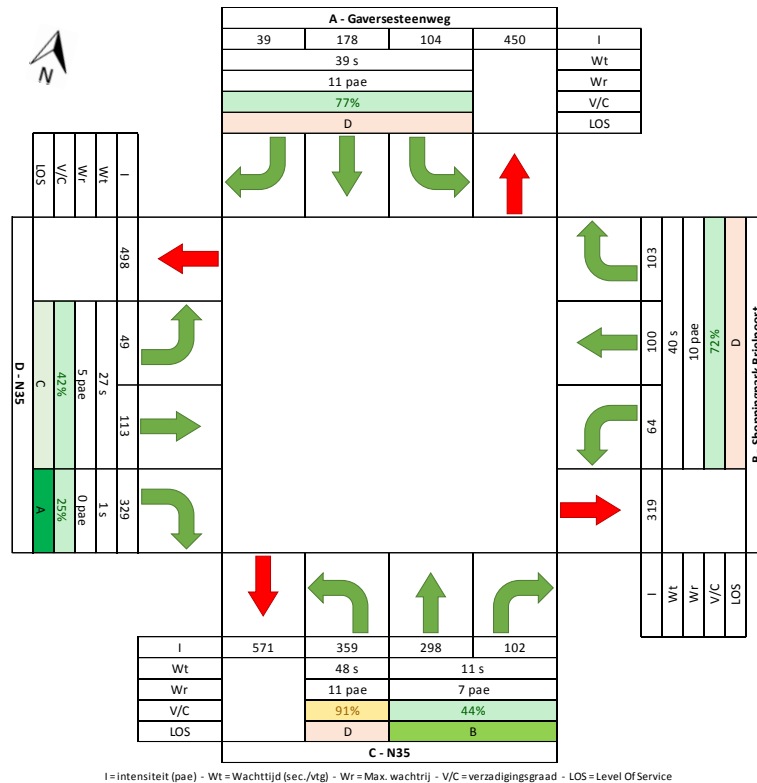 A - Gaversesteenweg
39 178 104 450 I
39 s Wt
11 pae Wr
77% V/C
D LOS
N
LOS V/C Wr Wt I
498
49
113
329
C 42% 5 pae 27 s
A 25% 0 pae 1 s
D - N35
103
100
64
319
40 s 10 pae 72% D
B - Shoppingpark Brielpoort
I Wt Wr V/C LOS
I 571 359 298 102
Wt 48 s 11 s
Wr 11 pae 7 pae
V/C 91% 44%
LOS D B
C - N35
I = intensiteit (pae) - Wt = Wachttijd (sec./vtg) - Wr = Max. wachtrij - V/C = verzadigingsgraad - LOS = Level Of Service